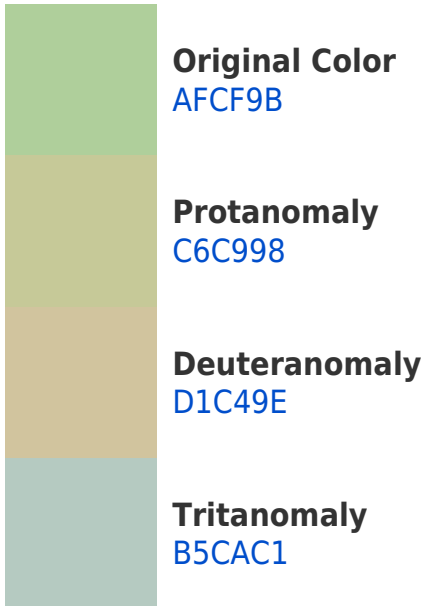 Original Color
AFCF9B
Protanomaly
C6C998
Deuteranomaly
D1C49E
Tritanomaly
B5CAC1